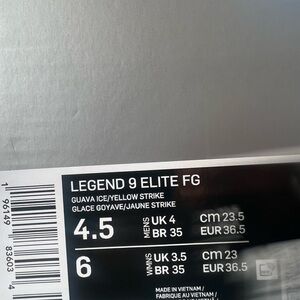 LEGEND 9 ELITE FG
GUAVA ICE/YELLOW STRIKE
GLACE GOYAVE/JAUNE STRIKE
4.5 MENS UK 4 cm 23.5
BR 35 EUR 36.5
6 WMNS UK 3.5 cm 23
BR 35 EUR 36.5
MADE IN VIETNAM /
FABRIQUÉ AU VIETNAM /
1 96149 83603 4